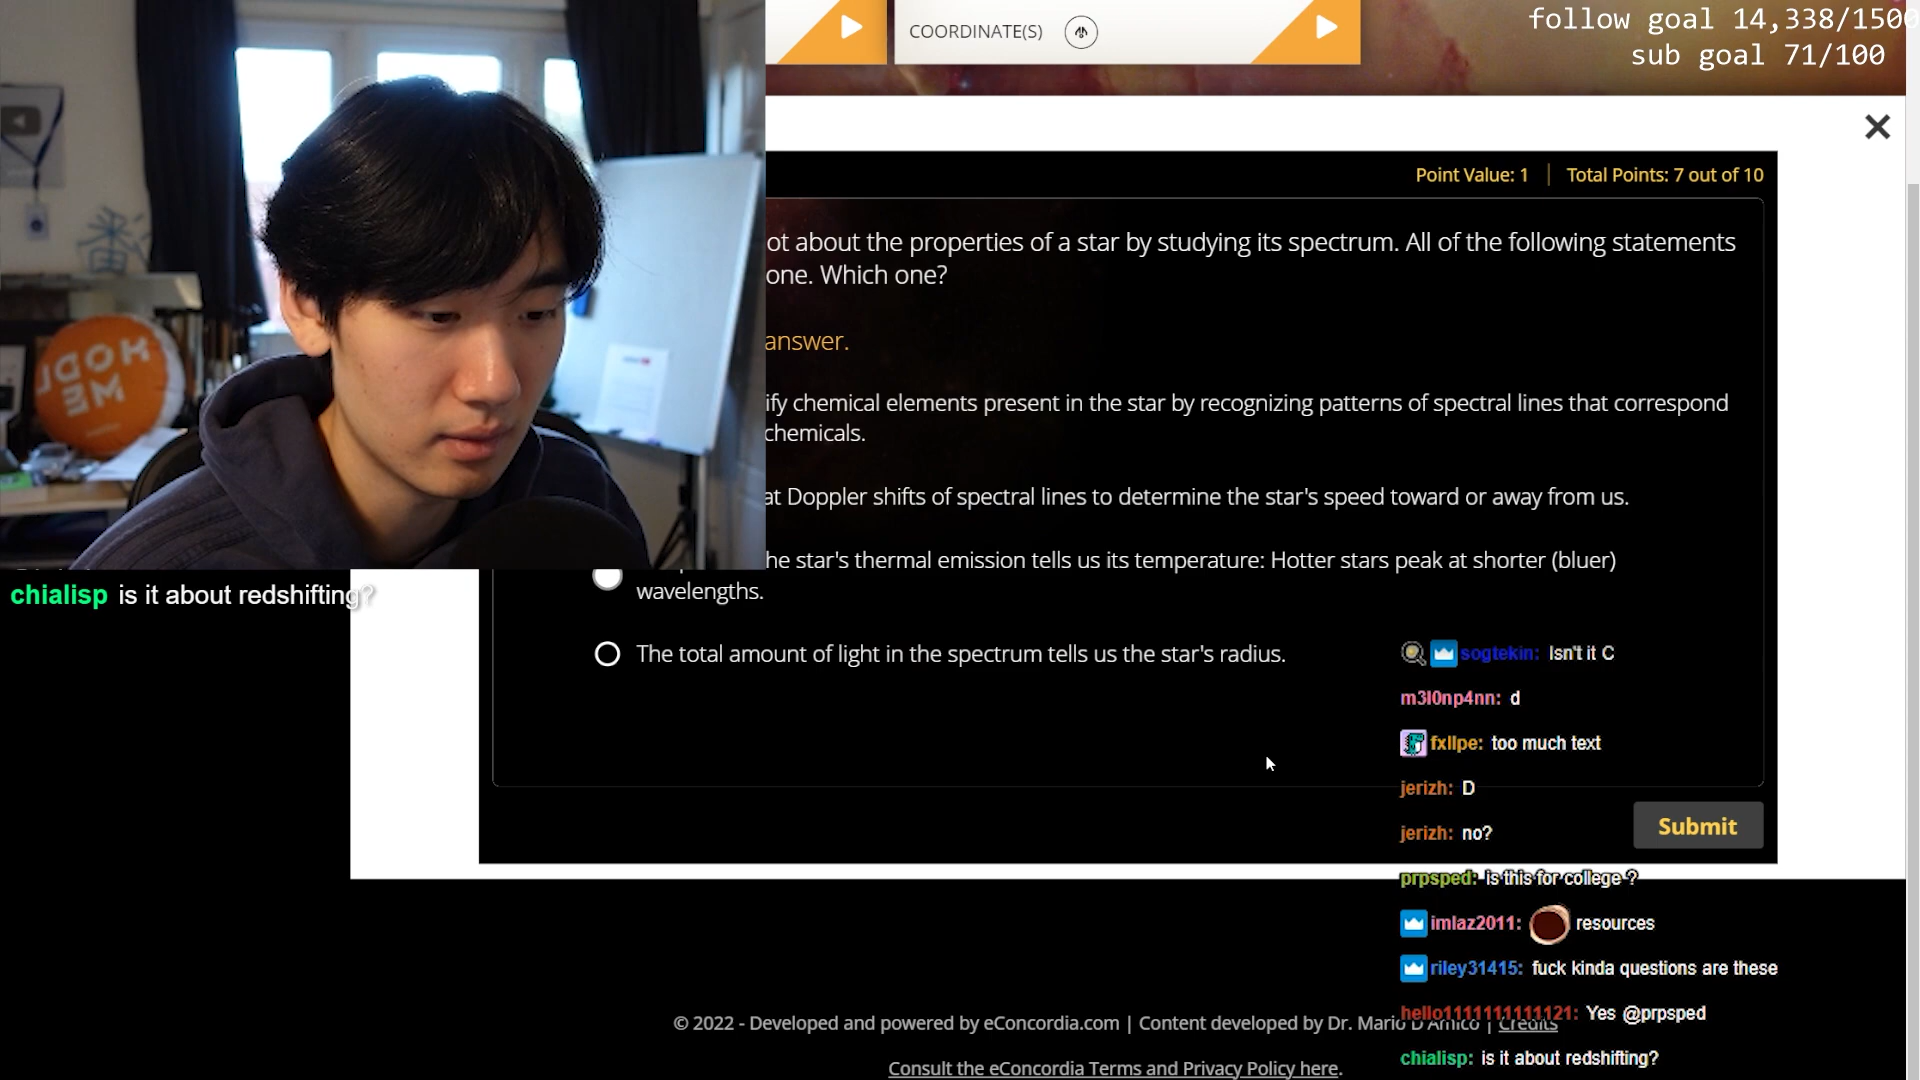 COORDINATE(S)
follow goal 14,338/1500
sub goal 71/100
Point Value: 1 | Total Points: 7 out of 10
ot about the properties of a star by studying its spectrum. All of the following statements
one. Which one?
answer.
ify chemical elements present in the star by recognizing patterns of spectral lines that correspond
chemicals.
at Doppler shifts of spectral lines to determine the star's speed toward or away from us.
he star's thermal emission tells us its temperature: Hotter stars peak at shorter (bluer)
wavelengths.
The total amount of light in the spectrum tells us the star's radius.
HODL
ME
chialisp is it about redshifting?
sogtekin: Isn't it C
m3l0np4nn: d
fxllpe: too much text
jerizh: D
jerizh: no?
Submit
prpsped: is this for college ?
imlaz2011: resources
riley31415: fuck kinda questions are these
hello1111111111121: Yes @prpsped
chialisp: is it about redshifting?
© 2022 - Developed and powered by eConcordia.com | Content developed by Dr. Mario D'Amico | Credits
Consult the eConcordia Terms and Privacy Policy here.